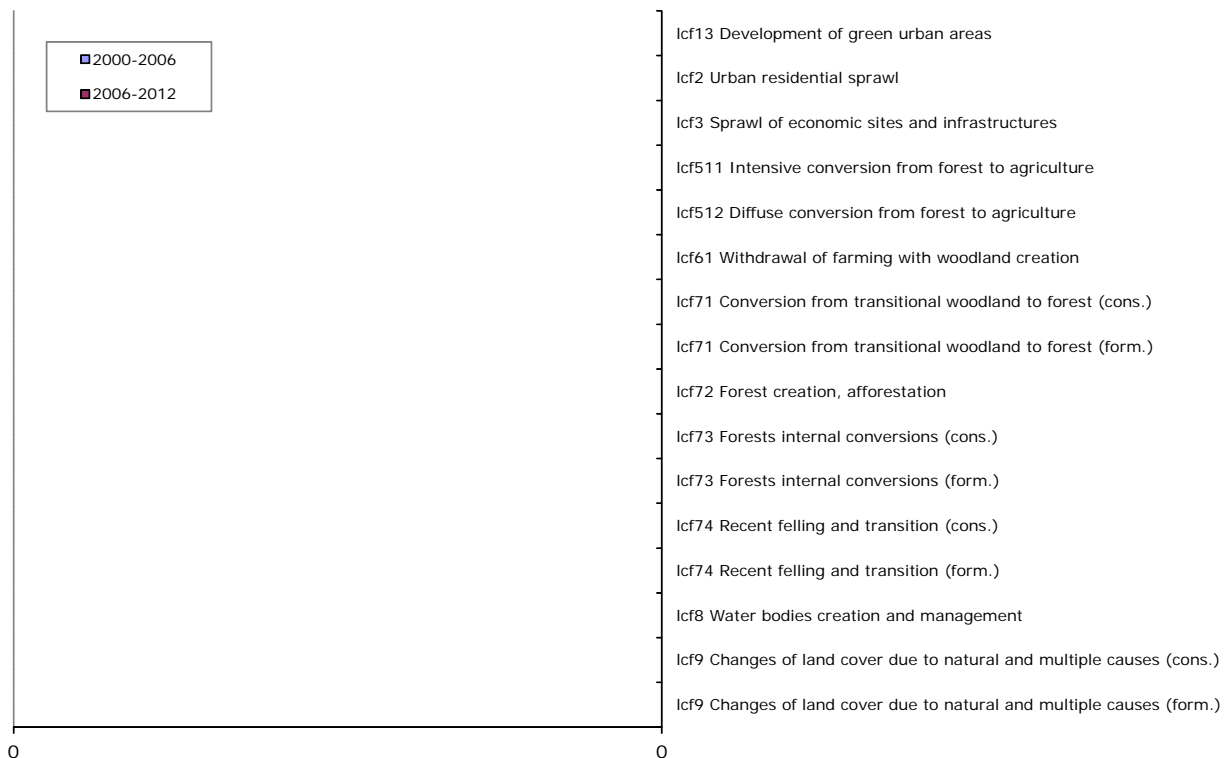 2000-2006
2006-2012
lcf13 Development of green urban areas
lcf2 Urban residential sprawl
lcf3 Sprawl of economic sites and infrastructures
lcf511 Intensive conversion from forest to agriculture
lcf512 Diffuse conversion from forest to agriculture
lcf61 Withdrawal of farming with woodland creation
lcf71 Conversion from transitional woodland to forest (cons.)
lcf71 Conversion from transitional woodland to forest (form.)
lcf72 Forest creation, afforestation
lcf73 Forests internal conversions (cons.)
lcf73 Forests internal conversions (form.)
lcf74 Recent felling and transition (cons.)
lcf74 Recent felling and transition (form.)
lcf8 Water bodies creation and management
lcf9 Changes of land cover due to natural and multiple causes (cons.)
lcf9 Changes of land cover due to natural and multiple causes (form.)
0 0